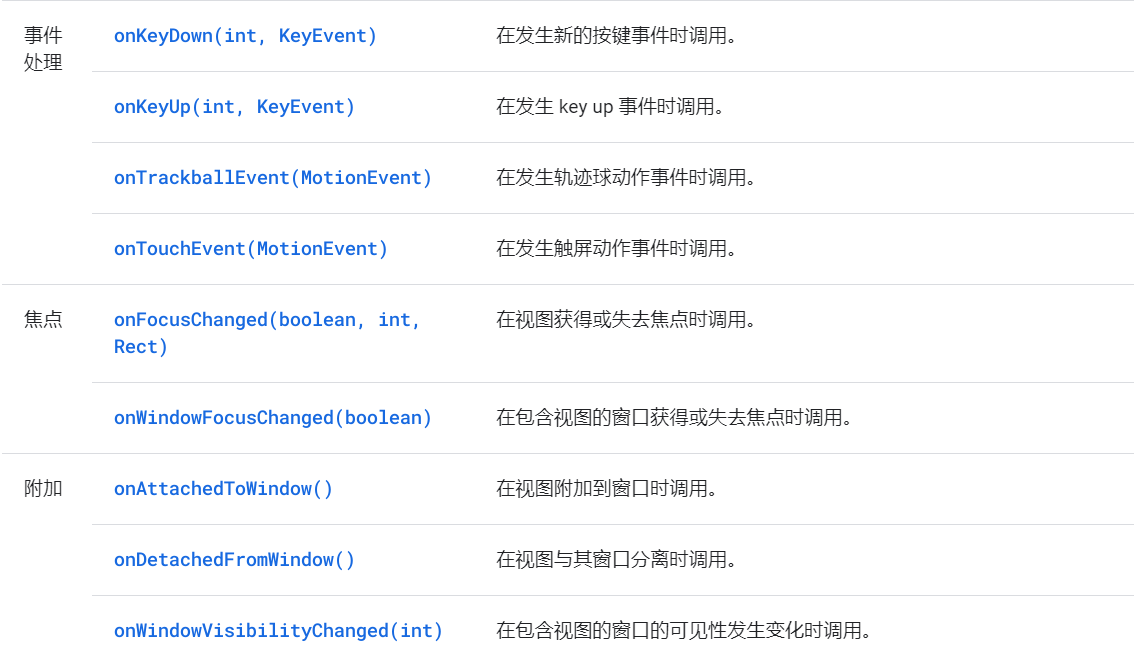 事件
处理
onKeyDown(int, KeyEvent)
在发生新的按键事件时调用。
onKeyUp(int, KeyEvent)
在发生 key up 事件时调用。
onTrackballEvent(MotionEvent)
在发生轨迹球动作事件时调用。
onTouchEvent(MotionEvent)
在发生触屏动作事件时调用。
焦点
onFocusChanged(boolean, int,
Rect)
在视图获得或失去焦点时调用。
onWindowFocusChanged(boolean)
在包含视图的窗口获得或失去焦点时调用。
附加
onAttachedToWindow()
在视图附加到窗口时调用。
onDetachedFromWindow()
在视图与其窗口分离时调用。
onWindowVisibilityChanged(int)
在包含视图的窗口的可见性发生变化时调用。